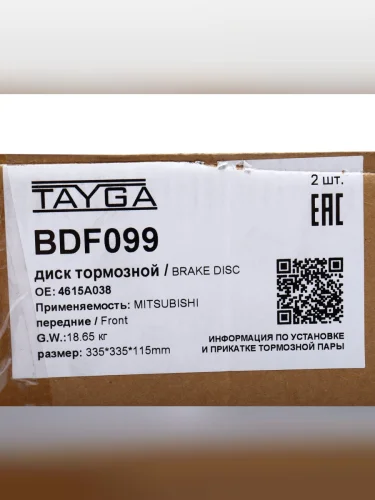 TAYGA
2 шт.
EAC
BDF099
диск тормозной / BRAKE DISC
OE: 4615A038
Применяемость: MITSUBISHI
передние / Front
G.W.:18.65 кг
размер: 335*335*115mm
ИНФОРМАЦИЯ ПО УСТАНОВКЕ
И ПРИКАТКЕ ТОРМОЗНОЙ ПАРЫ